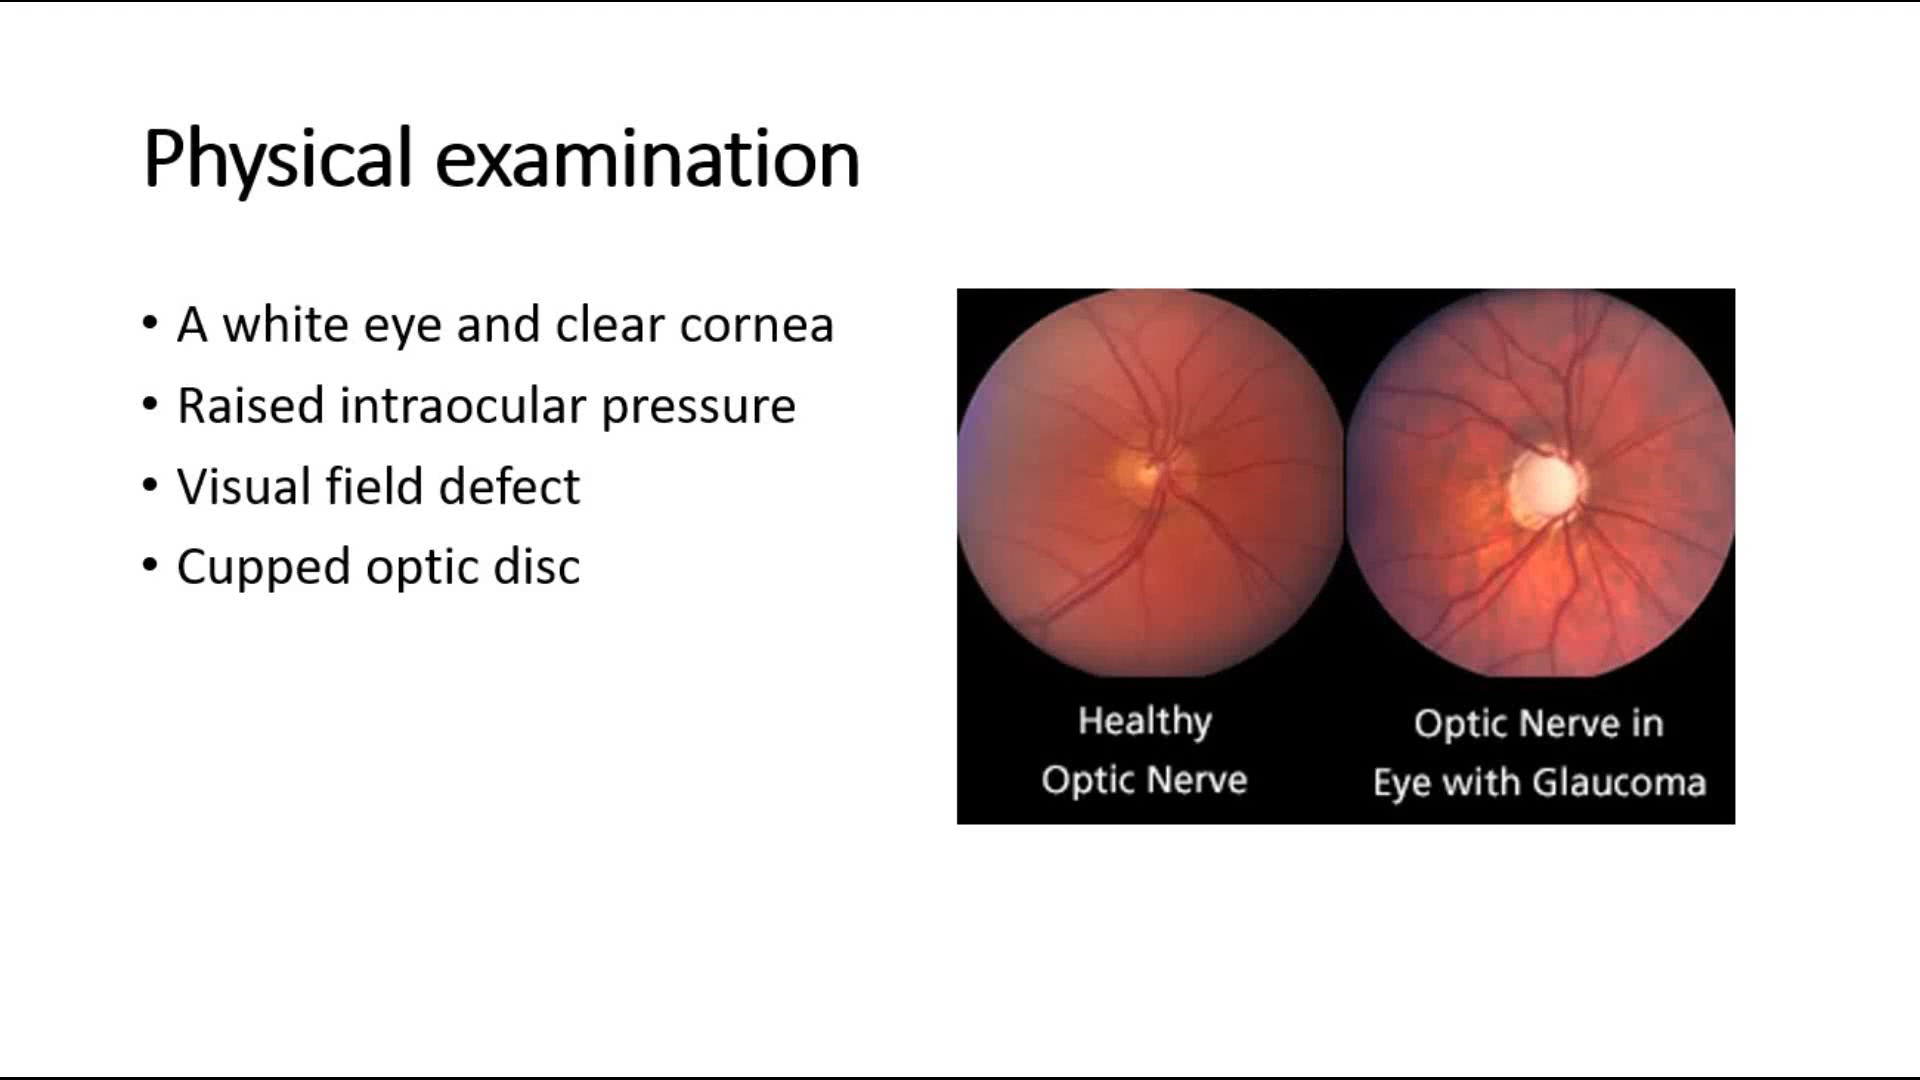 Physical examination
• A white eye and clear cornea
• Raised intraocular pressure
• Visual field defect
• Cupped optic disc
Healthy
Optic Nerve
Optic Nerve in
Eye with Glaucoma